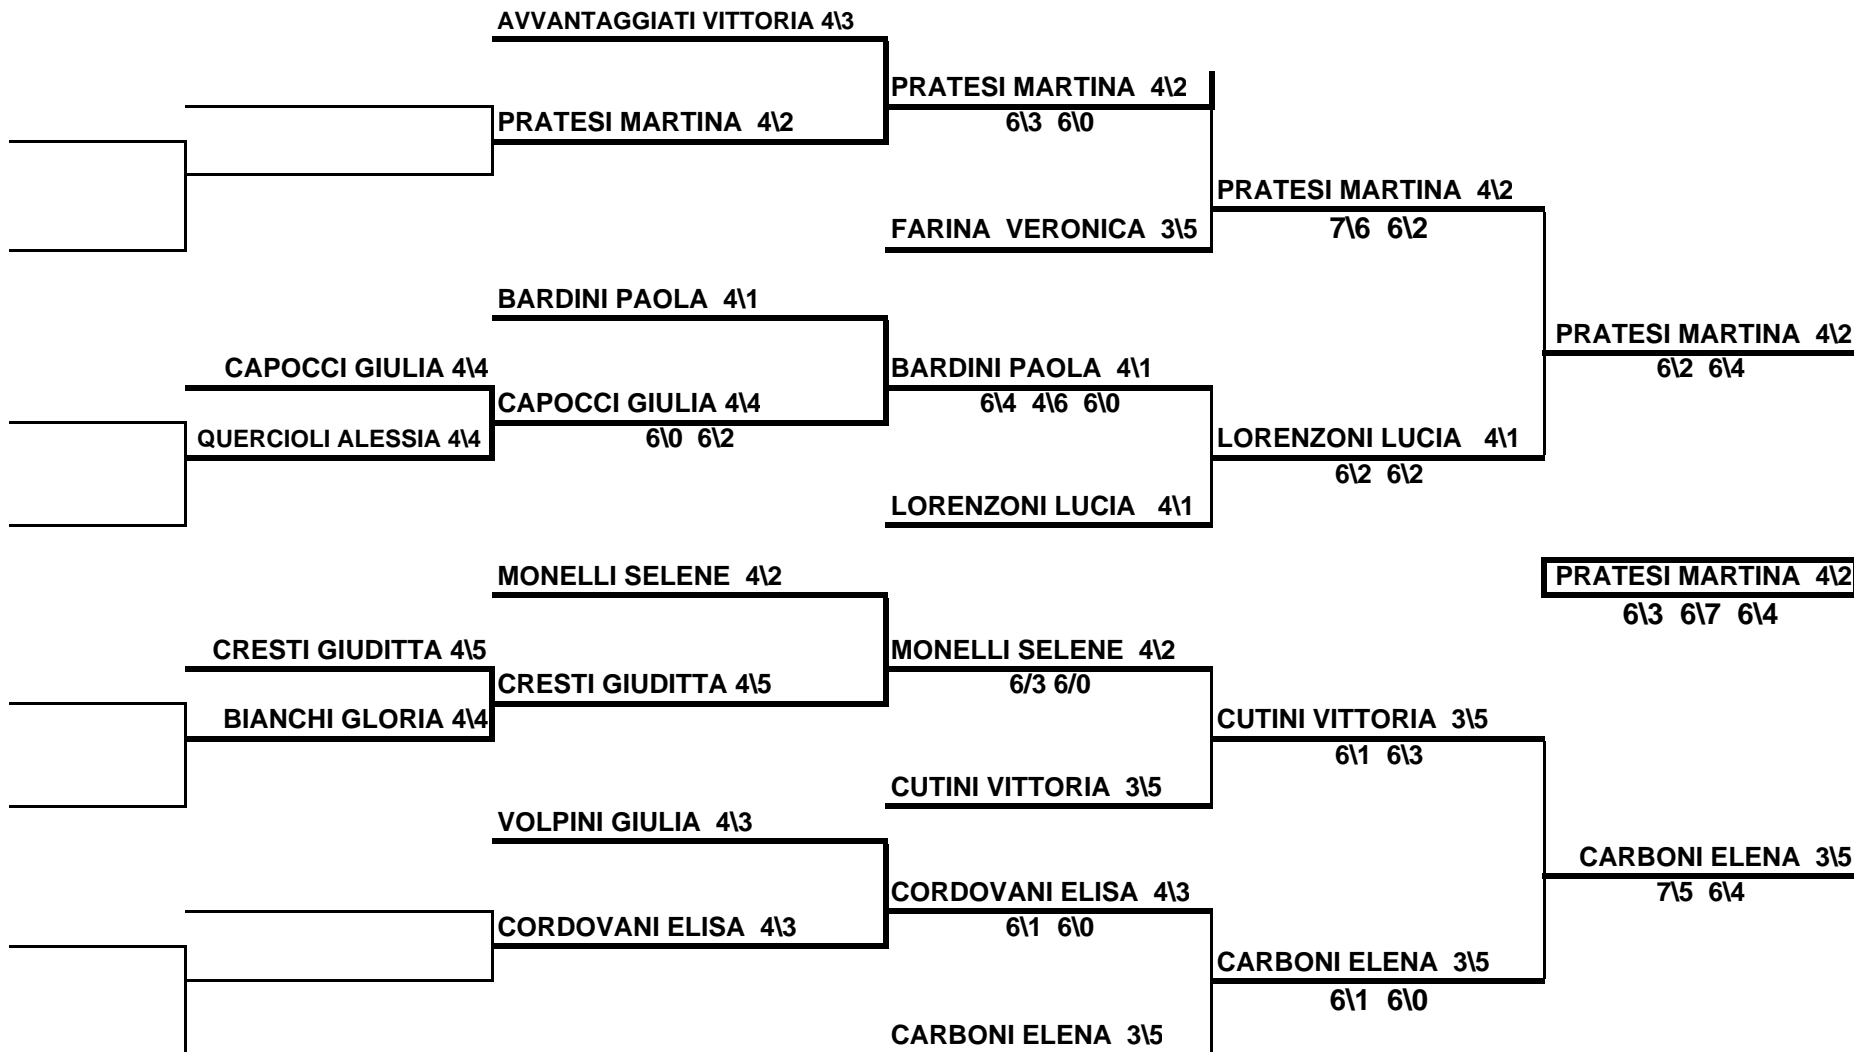 AVVANTAGGIATI VITTORIA 4\3
PRATESI MARTINA 4\2
PRATESI MARTINA 4\2
6\3 6\0
PRATESI MARTINA 4\2
7\6 6\2
FARINA VERONICA 3\5
BARDINI PAOLA 4\1
PRATESI MARTINA 4\2
6\2 6\4
CAPOCCI GIULIA 4\4
BARDINI PAOLA 4\1
CAPOCCI GIULIA 4\4
6\4 4\6 6\0
QUERCIOLI ALESSIA 4\4
6\0 6\2
LORENZONI LUCIA 4\1
6\2 6\2
LORENZONI LUCIA 4\1
MONELLI SELENE 4\2
PRATESI MARTINA 4\2
6\3 6\7 6\4
CRESTI GIUDITTA 4\5
MONELLI SELENE 4\2
CRESTI GIUDITTA 4\5
6/3 6/0
BIANCHI GLORIA 4\4
CUTINI VITTORIA 3\5
6\1 6\3
CUTINI VITTORIA 3\5
VOLPINI GIULIA 4\3
CARBONI ELENA 3\5
7\5 6\4
CORDOVANI ELISA 4\3
CORDOVANI ELISA 4\3
6\1 6\0
CARBONI ELENA 3\5
6\1 6\0
CARBONI ELENA 3\5